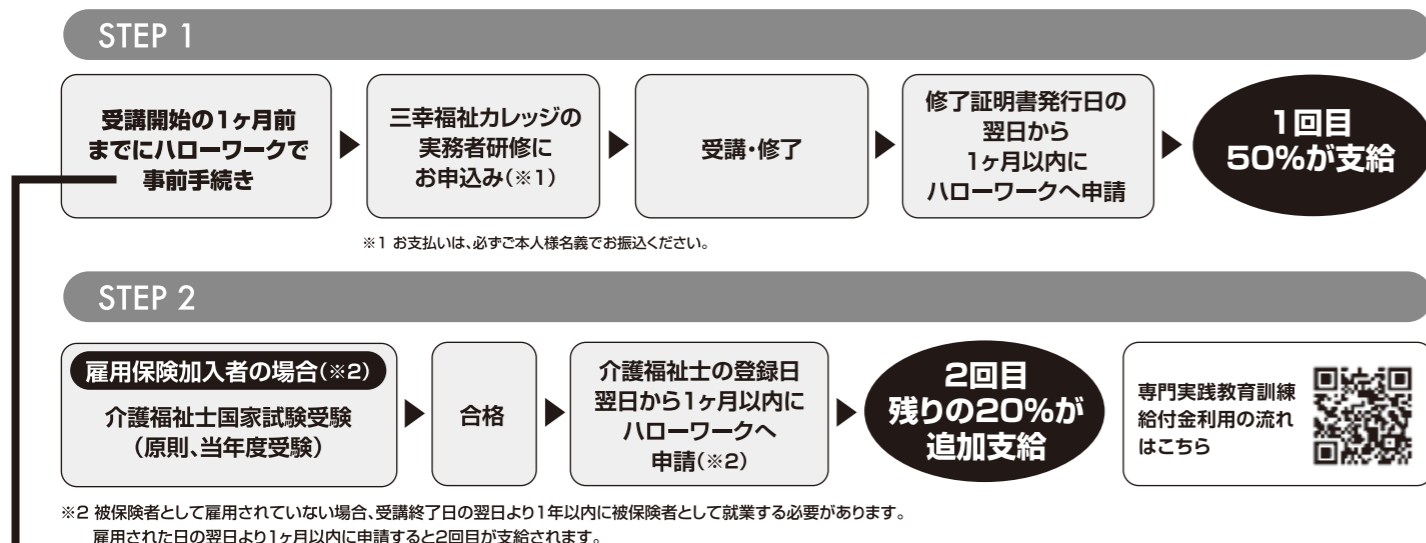 STEP 1
受講開始の1ヶ月前
までにハローワークで
事前手続き
三幸福祉カレッジの
実務者研修に
お申込み(※1)
受講・修了
修了証明書発行日の
翌日から
1ヶ月以内に
ハローワークへ申請
1回目
50%が支給
※1 お支払いは、必ずご本人様名義でお振込ください。
STEP 2
雇用保険加入者の場合(※2)
介護福祉士国家試験受験
(原則、当年度受験)
合格
介護福祉士の登録日
翌日から1ヶ月以内に
ハローワークへ
申請(※2)
2回目
残りの20%が
追加支給
専門実践教育訓練
給付金利用の流れ
はこちら
※2 被保険者として雇用されていない場合、受講終了日の翌日より1年以内に被保険者として就業する必要があります。
雇用された日の翌日より1ヶ月以内に申請すると2回目が支給されます。